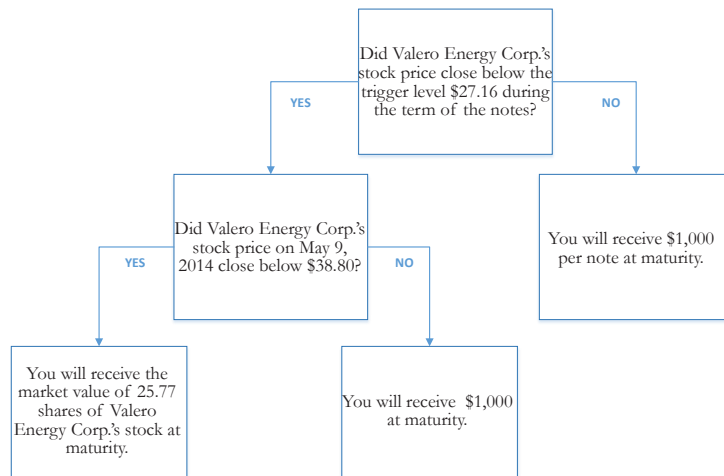 Did Valero Energy Corp.'s
stock price close below the
trigger level $27.16 during
the term of the notes?
YES
NO
Did Valero Energy Corp.'s
stock price on May 9,
2014 close below $38.80?
You will receive $1,000
per note at maturity.
YES
NO
You will receive the
market value of 25.77
shares of Valero
Energy Corp.'s stock at
maturity.
You will receive $1,000
at maturity.